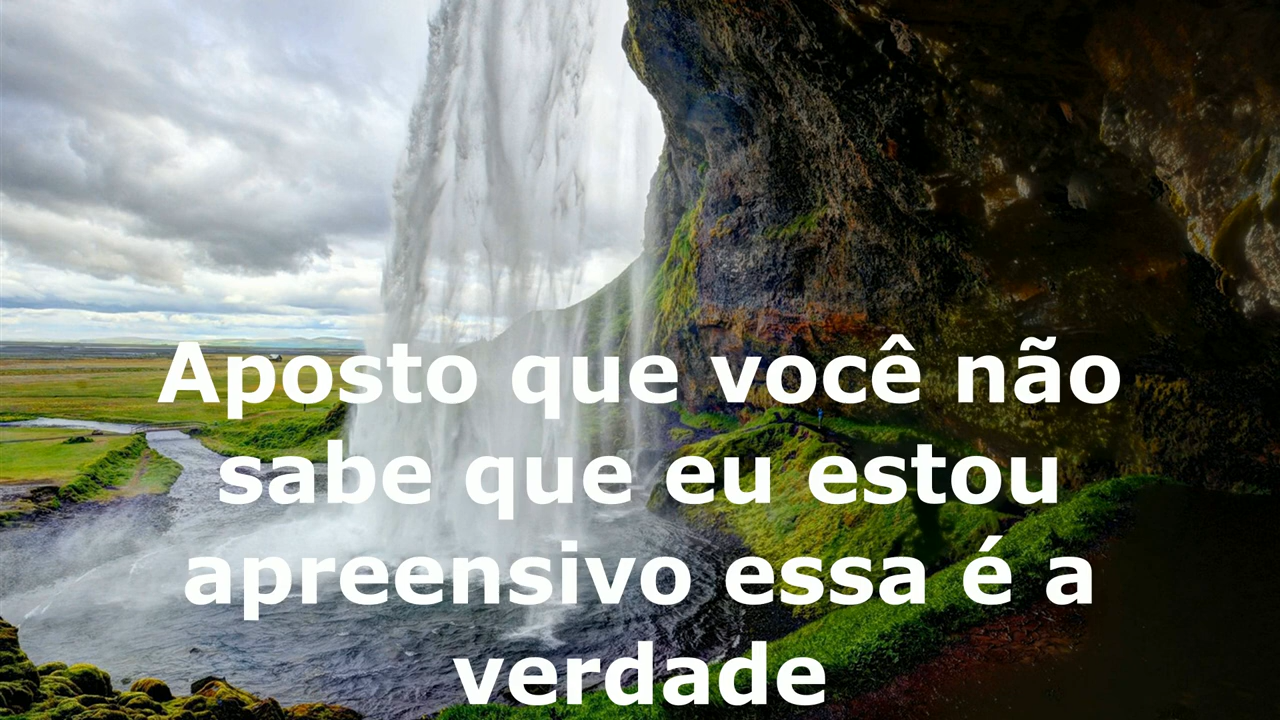 Aposto que você não
sabe que eu estou
apreensivo essa é a
verdade